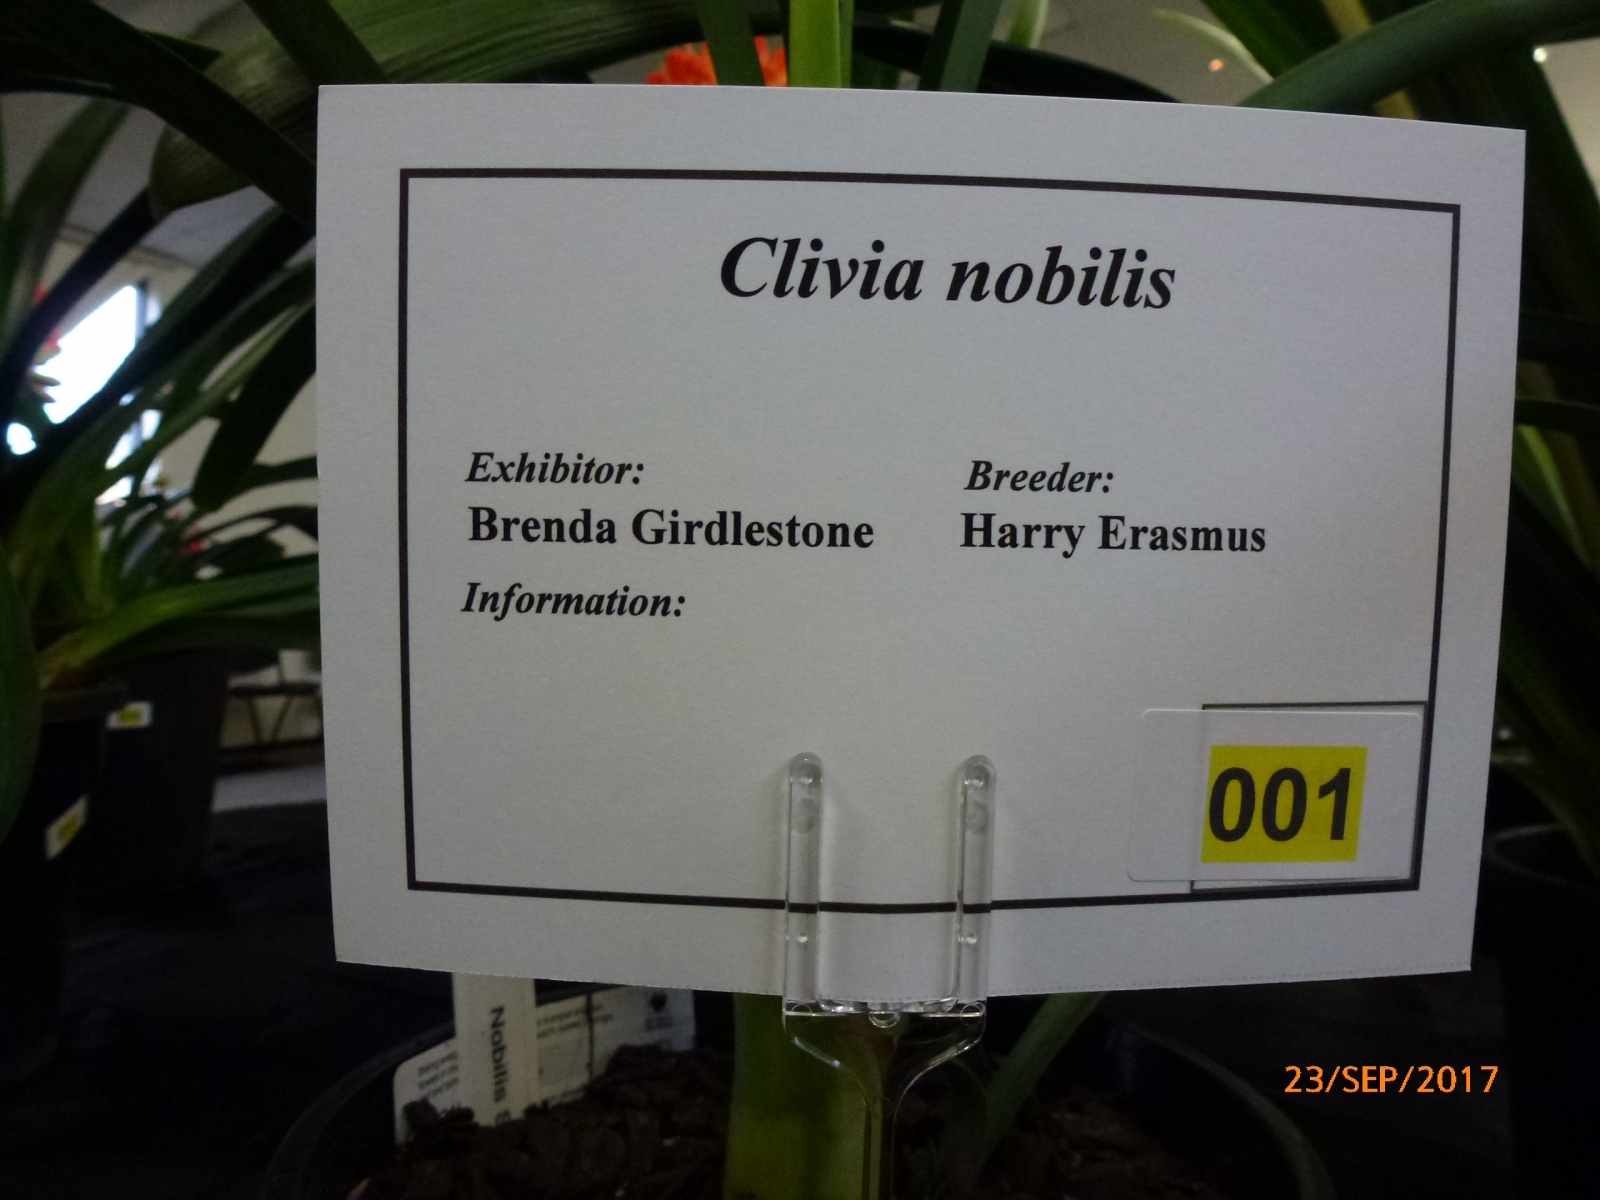 Clivia nobilis
Exhibitor: Breeder:
Brenda Girdlestone Harry Erasmus
Information:
001
Nobilis
23/SEP/2017